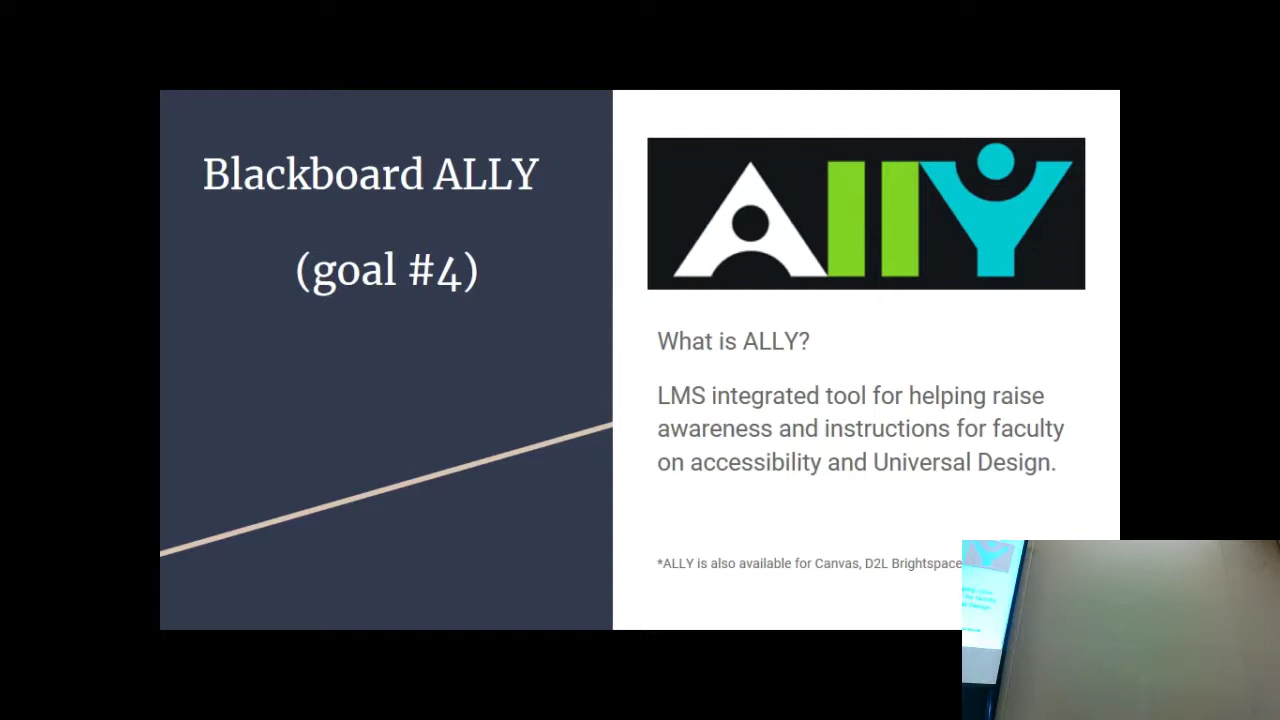 Blackboard ALLY
(goal #4)
Ally
What is ALLY?
LMS integrated tool for helping raise
awareness and instructions for faculty
on accessibility and Universal Design.
*ALLY is also available for Canvas, D2L Brightspace